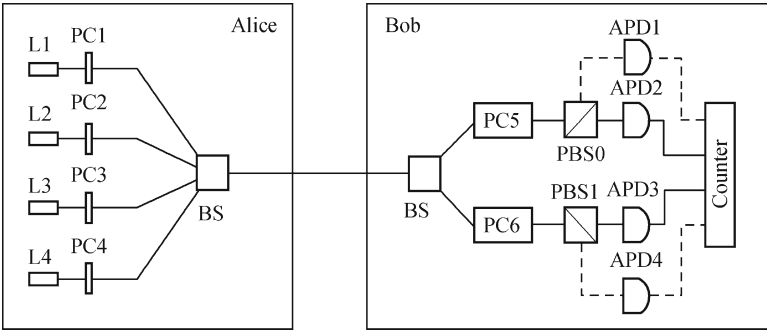 Alice
L1
PC1
L2
PC2
L3
PC3
L4
PC4
BS
Bob
BS
PC5
PBS0
APD1
APD2
PC6
PBS1
APD3
APD4
Counter